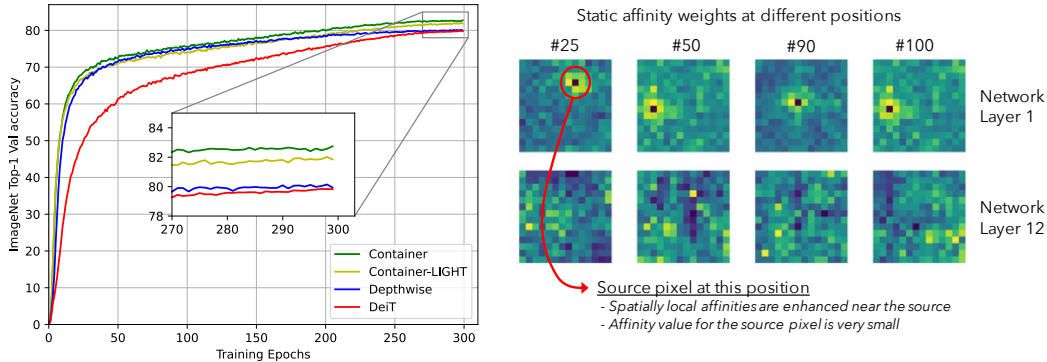 ImageNet Top-1 Val accuracy
80
70
60
50
40
30
20
10
0
0 50 100 150 200 250 300
Training Epochs
84
82
80
78
270 280 290 300
Container
Container-LIGHT
Depthwise
DeiT
Static affinity weights at different positions
#25 #50 #90 #100
Network
Layer 1
Network
Layer 12
Source pixel at this position
- Spatially local affinities are enhanced near the source
- Affinity value for the source pixel is very small